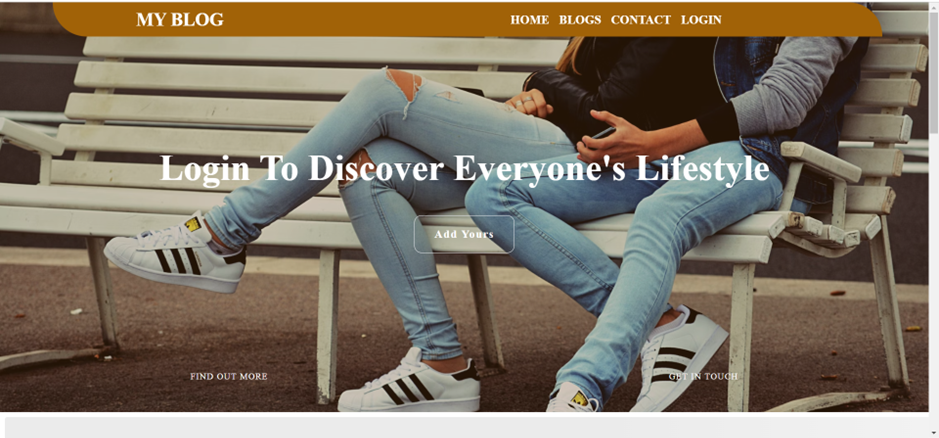 MY BLOG HOME BLOGS CONTACT LOGIN
Login To Discover Everyone's Lifestyle
Add Yours
FIND OUT MORE GET IN TOUCH